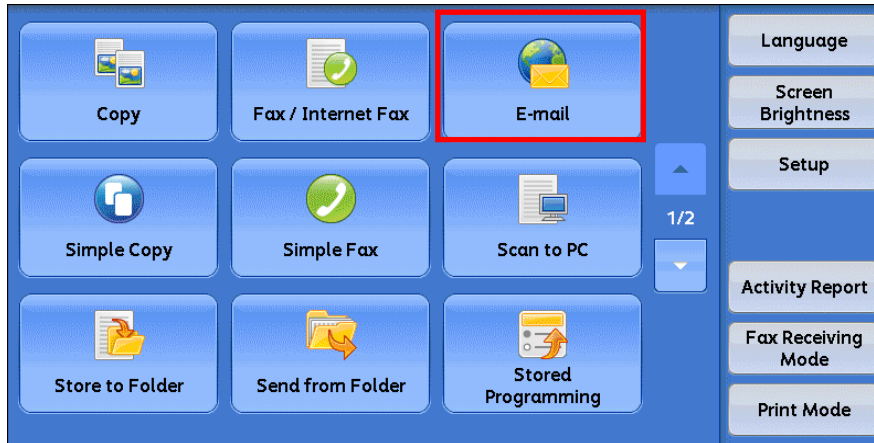 Copy
Fax / Internet Fax
E-mail
Simple Copy
Simple Fax
Scan to PC
Store to Folder
Send from Folder
Stored
Programming
1/2
Language
Screen
Brightness
Setup
Activity Report
Fax Receiving
Mode
Print Mode